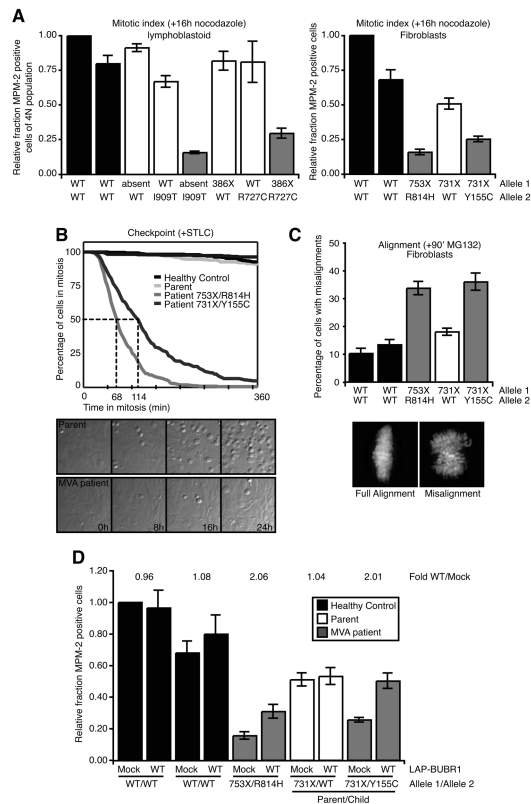 A
Mitotic index (+16h nocodazole)
lymphoblastoid
Relative fraction MPM-2 positive
cells of 4N population
1.00
0.75
0.50
0.25
0
WT WT absent WT absent 386X WT 386X
WT WT WT I909T I909T WT R727C R727C
Mitotic index (+16h nocodazole)
Fibroblasts
Relative fraction MPM-2 positive cells
1.00
0.75
0.50
0.25
0
WT WT 753X 731X 731X Allele 1
WT WT R814H WT Y155C Allele 2
B
Checkpoint (+STLC)
Percentage of cells in mitosis
100
75
50
25
0
Healthy Control
Parent
Patient 753X/R814H
Patient 731X/Y155C
0 68 114 360
Time in mitosis (min)
Parent
MVA patient
0h 8h 16h 24h
C
Alignment (+90' MG132)
Fibroblasts
Percentage of cells with misalignments
50
40
30
20
10
0
WT WT 753X 731X 731X Allele 1
WT WT R814H WT Y155C Allele 2
Full Alignment Misalignment
D
Relative fraction MPM-2 positive cells
1.20
1.00
0.80
0.60
0.40
0.20
0
0.96 1.08 2.06 1.04 2.01 Fold WT/Mock
Healthy Control
Parent
MVA patient
Mock WT Mock WT Mock WT Mock WT Mock WT LAP-BUBR1
WT/WT WT/WT 753X/R814H 731X/WT 731X/Y155C Allele 1/Allele 2
Parent/Child